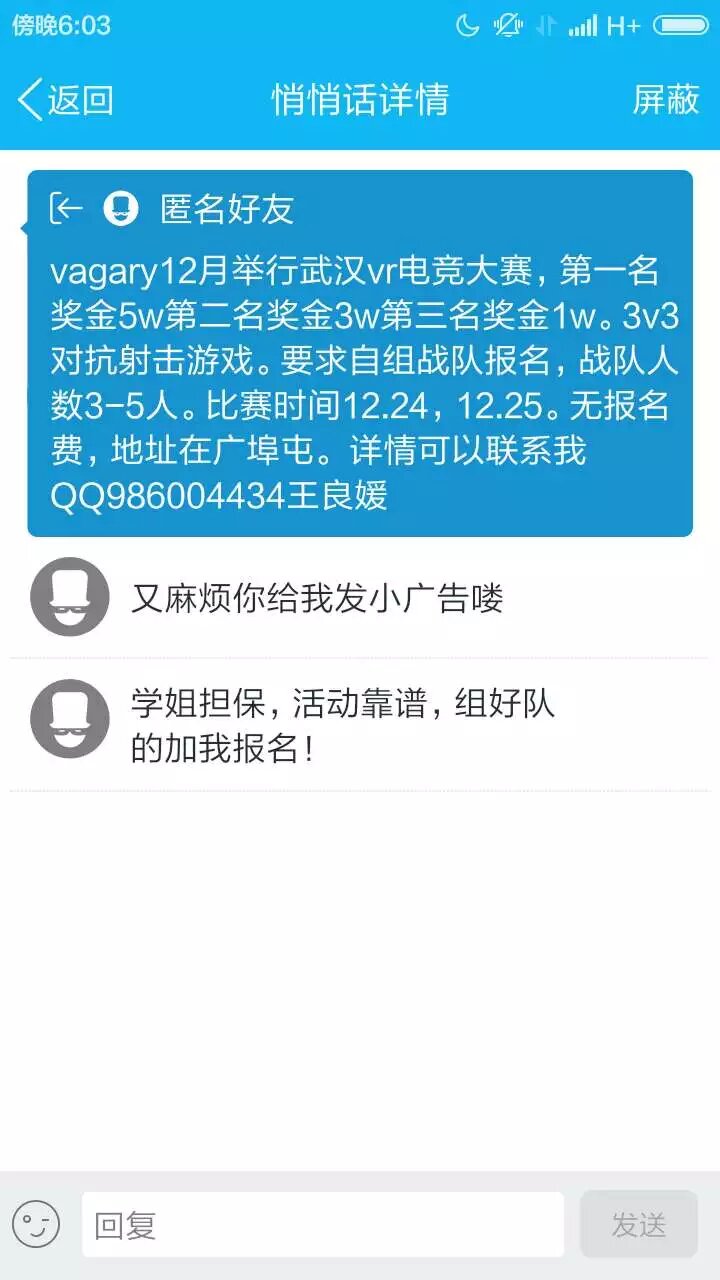 傍晚6:03
H+
返回
悄悄话详情
屏蔽
匿名好友
vagary12月举行武汉vr电竞大赛，第一名
奖金5w第二名奖金3w第三名奖金1w。3v3
对抗射击游戏。要求自组战队报名，战队人
数3-5人。比赛时间12.24，12.25。无报名
费，地址在广埠屯。详情可以联系我
QQ986004434王良媛
又麻烦你给我发小广告喽
学姐担保，活动靠谱，组好队
的加我报名！
回复
发送